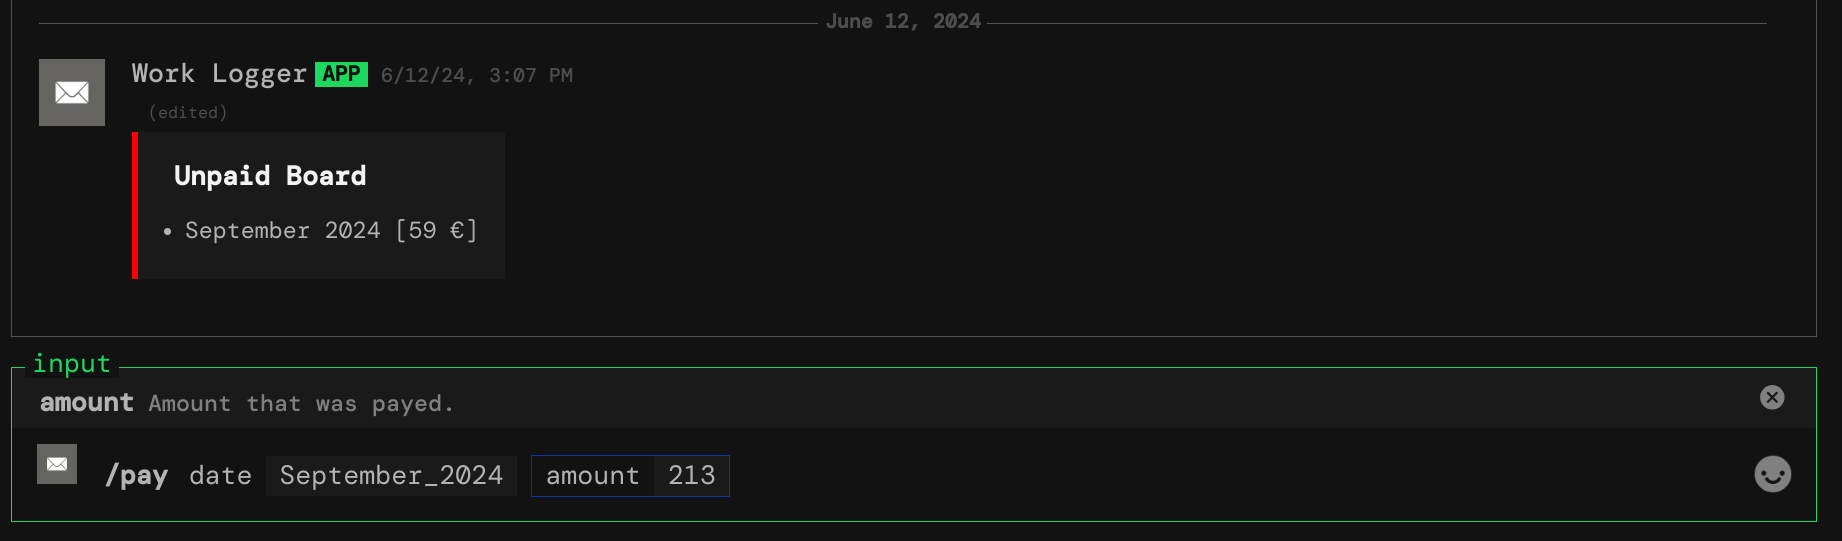 June 12, 2024
Work Logger APP 6/12/24, 3:07 PM
(edited)
Unpaid Board
• September 2024 [59 €]
input
amount Amount that was payed.
/pay date September_2024 amount 213